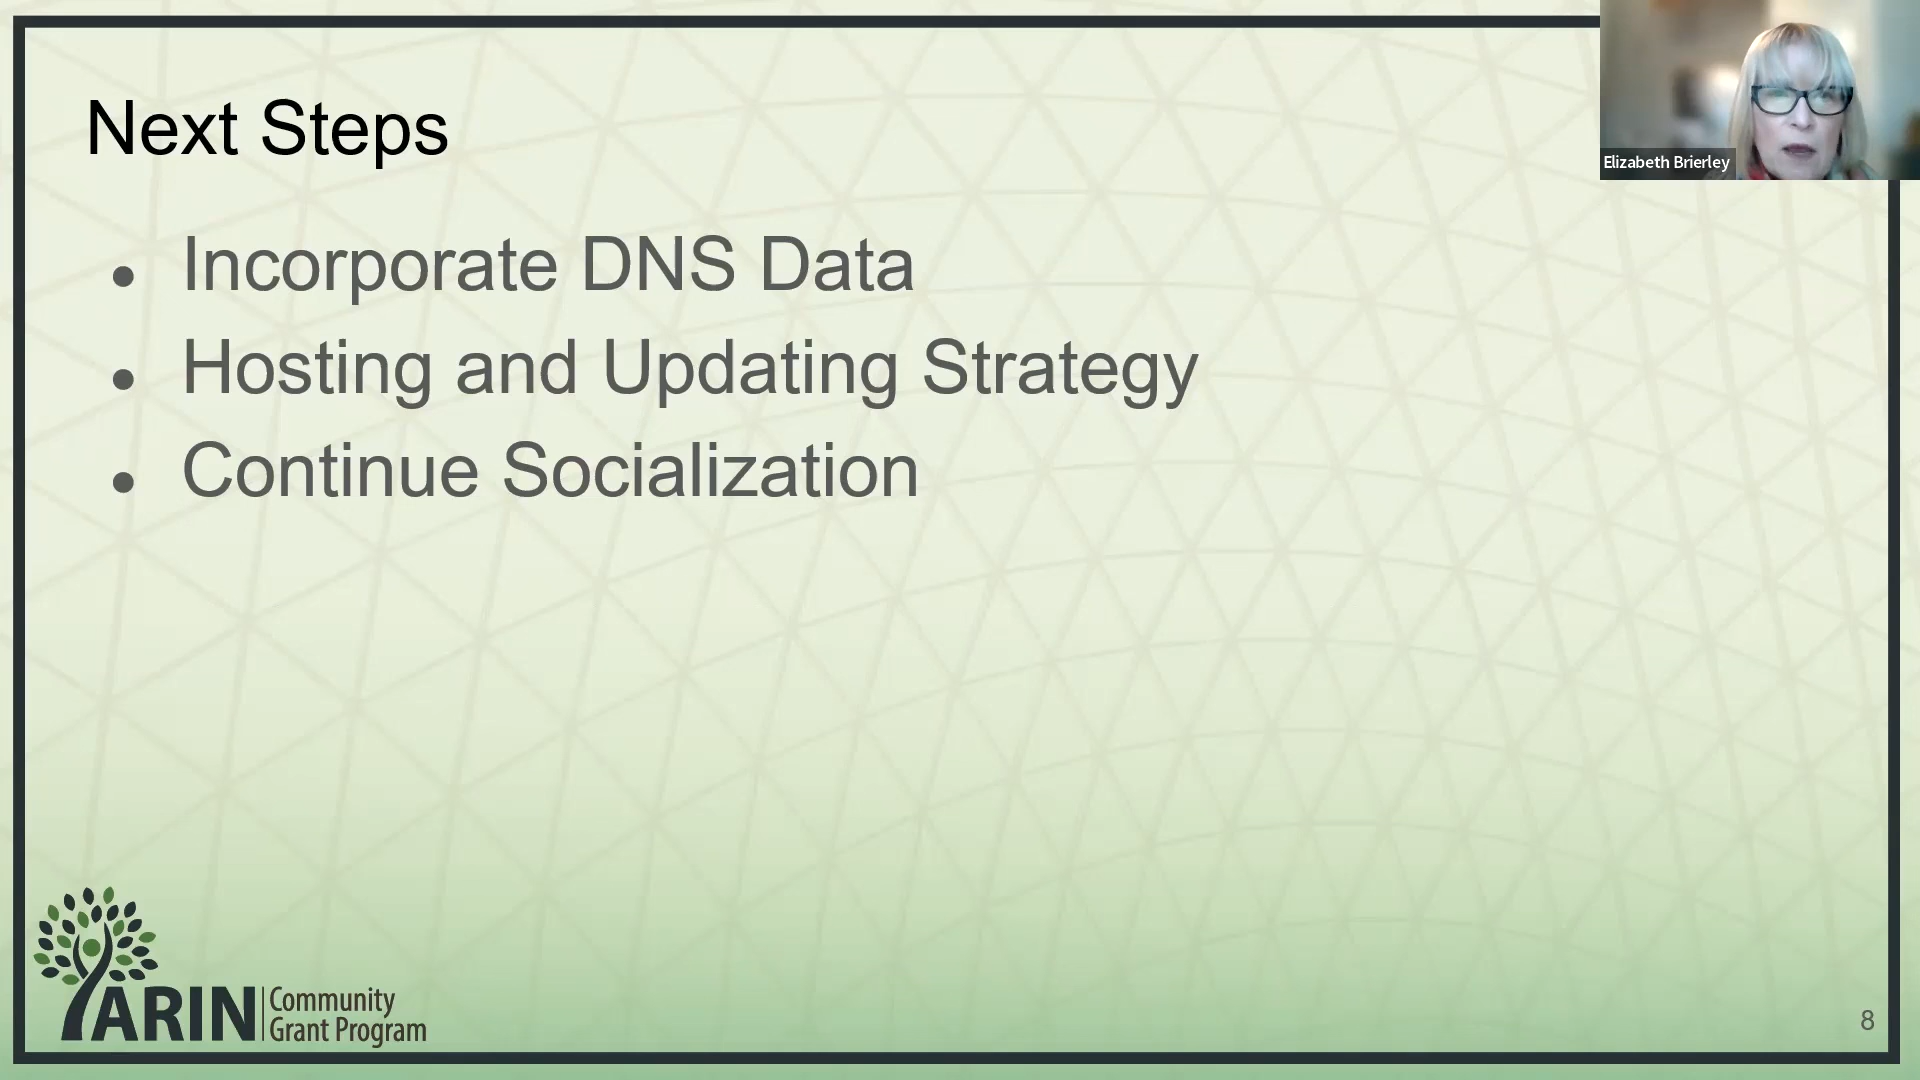 Next Steps
Elizabeth Brierley
Incorporate DNS Data
Hosting and Updating Strategy
Continue Socialization
ARIN Community
Grant Program
8